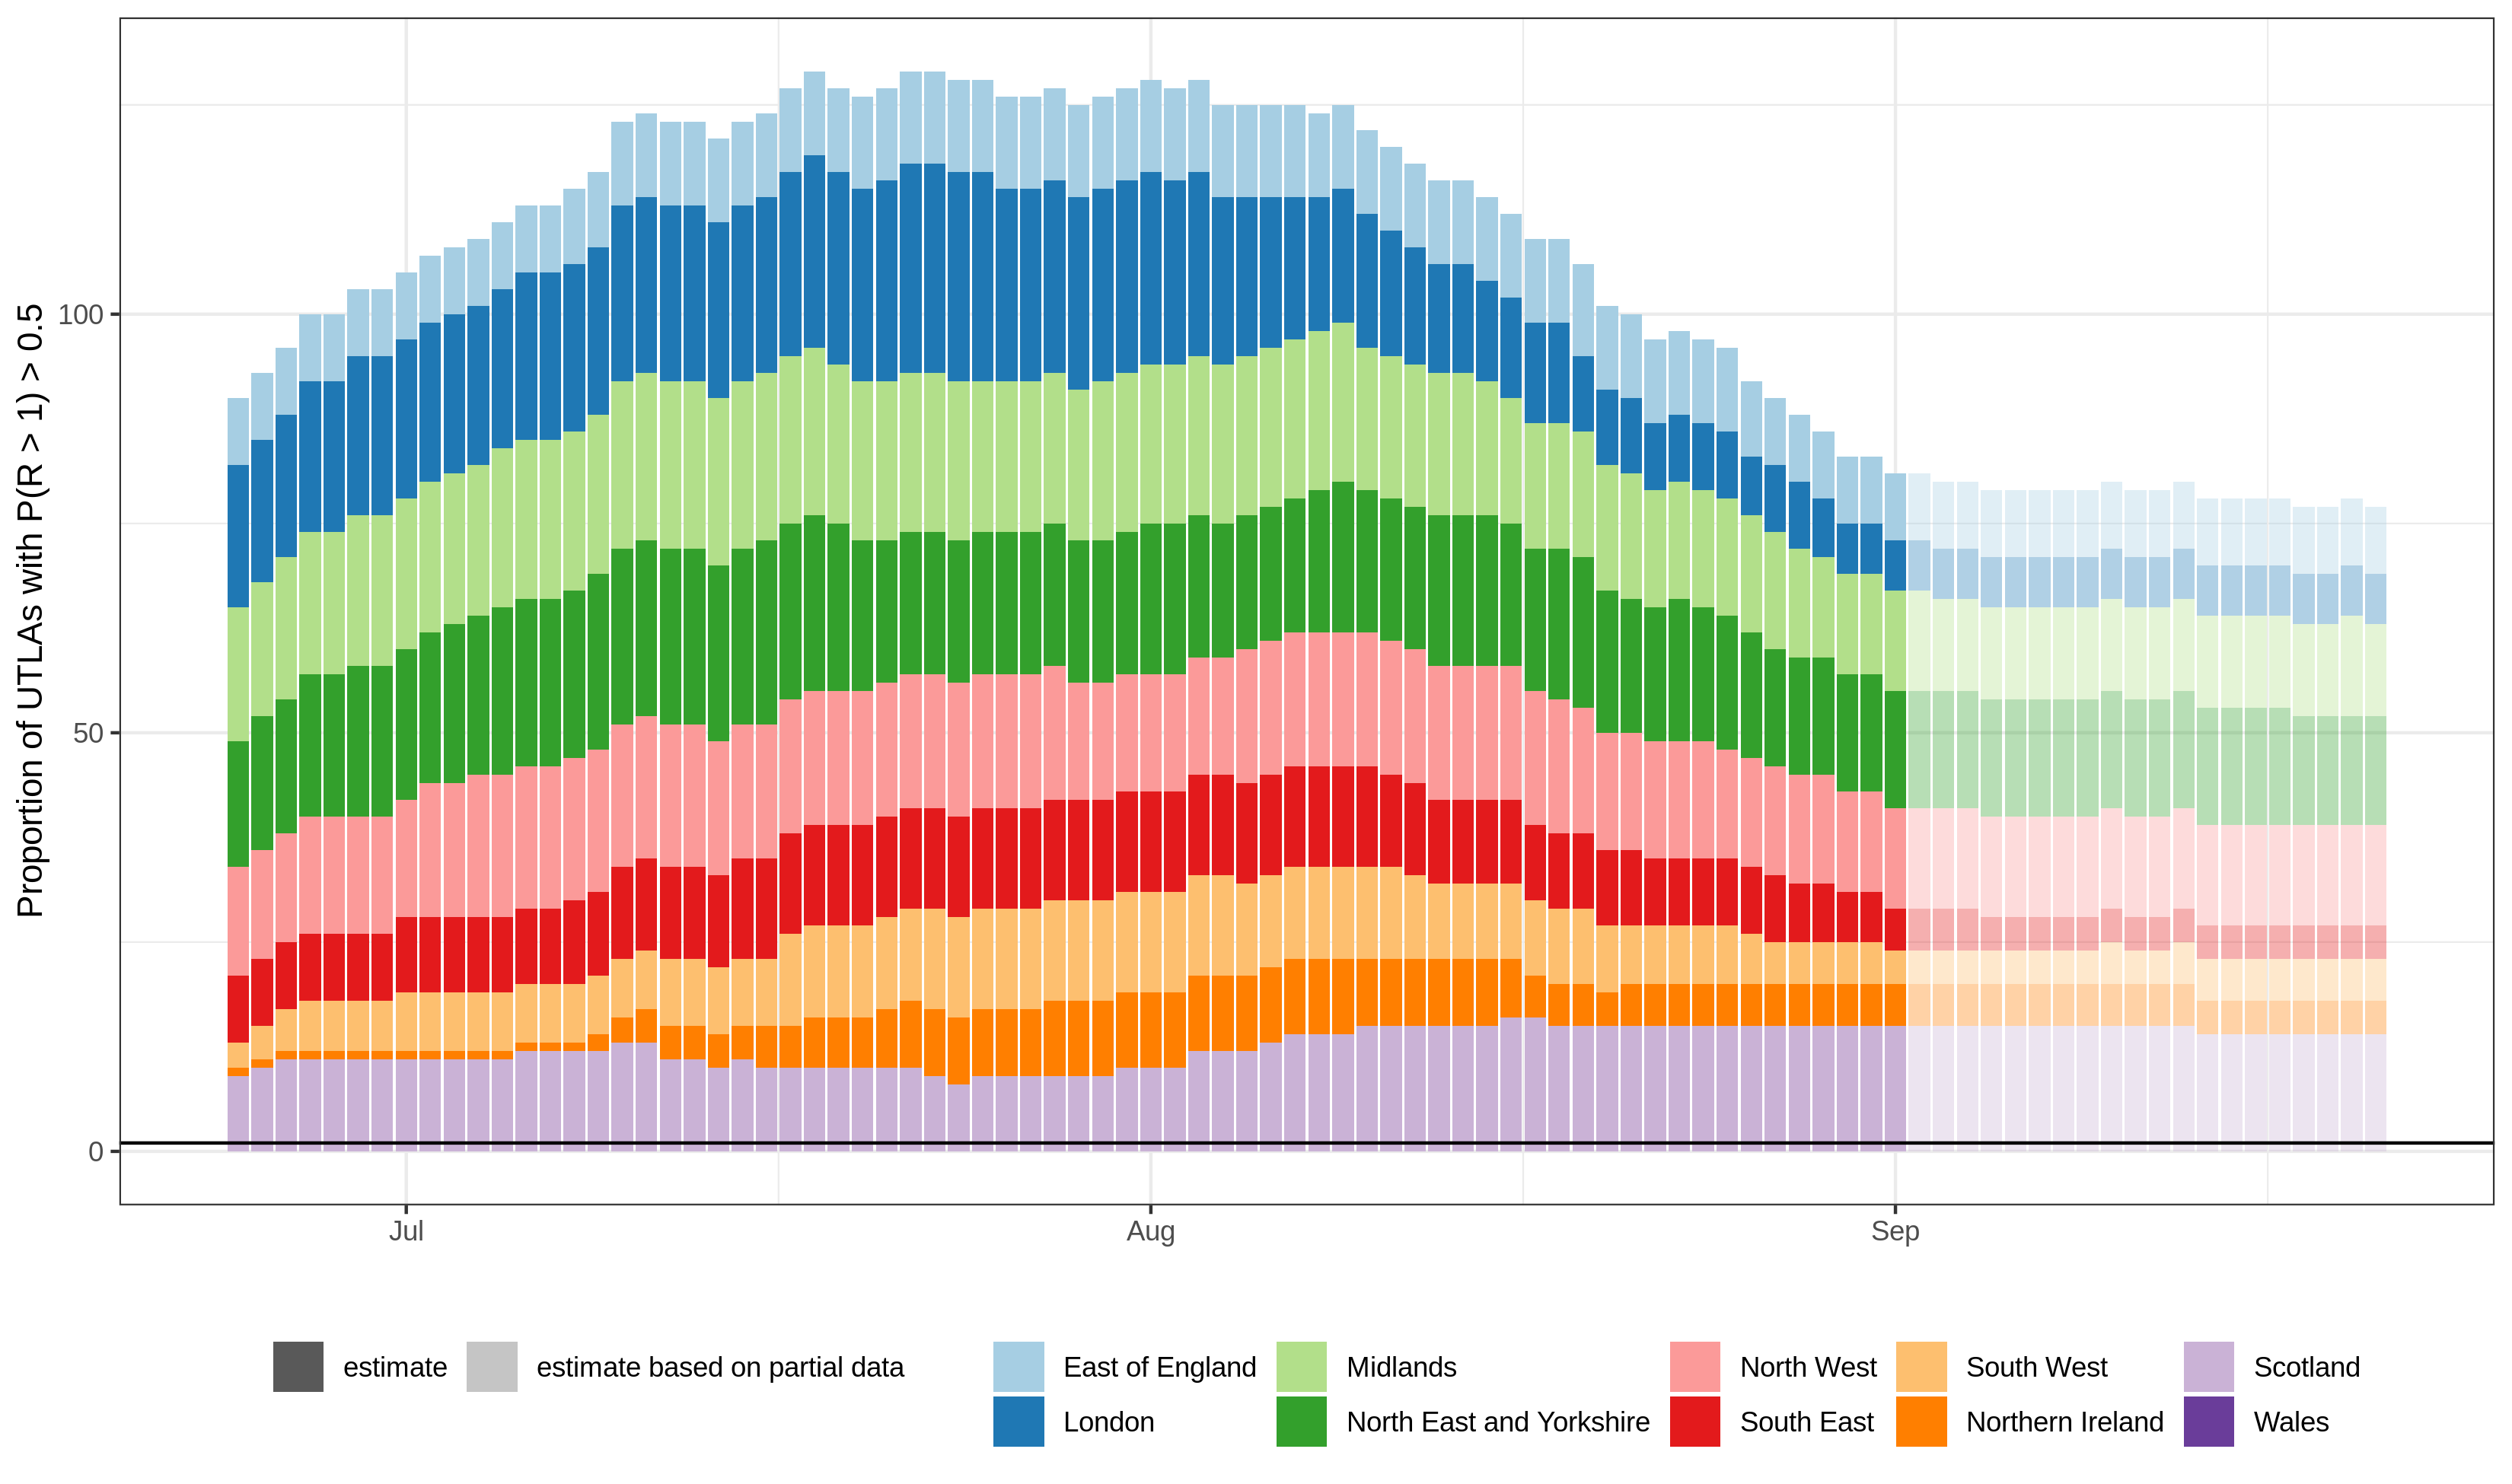 Proportion of UTLAs with P(R > 1) > 0.5
100
50
0
Jul Aug Sep
estimate estimate based on partial data East of England Midlands North West South West Scotland
London North East and Yorkshire South East Northern Ireland Wales